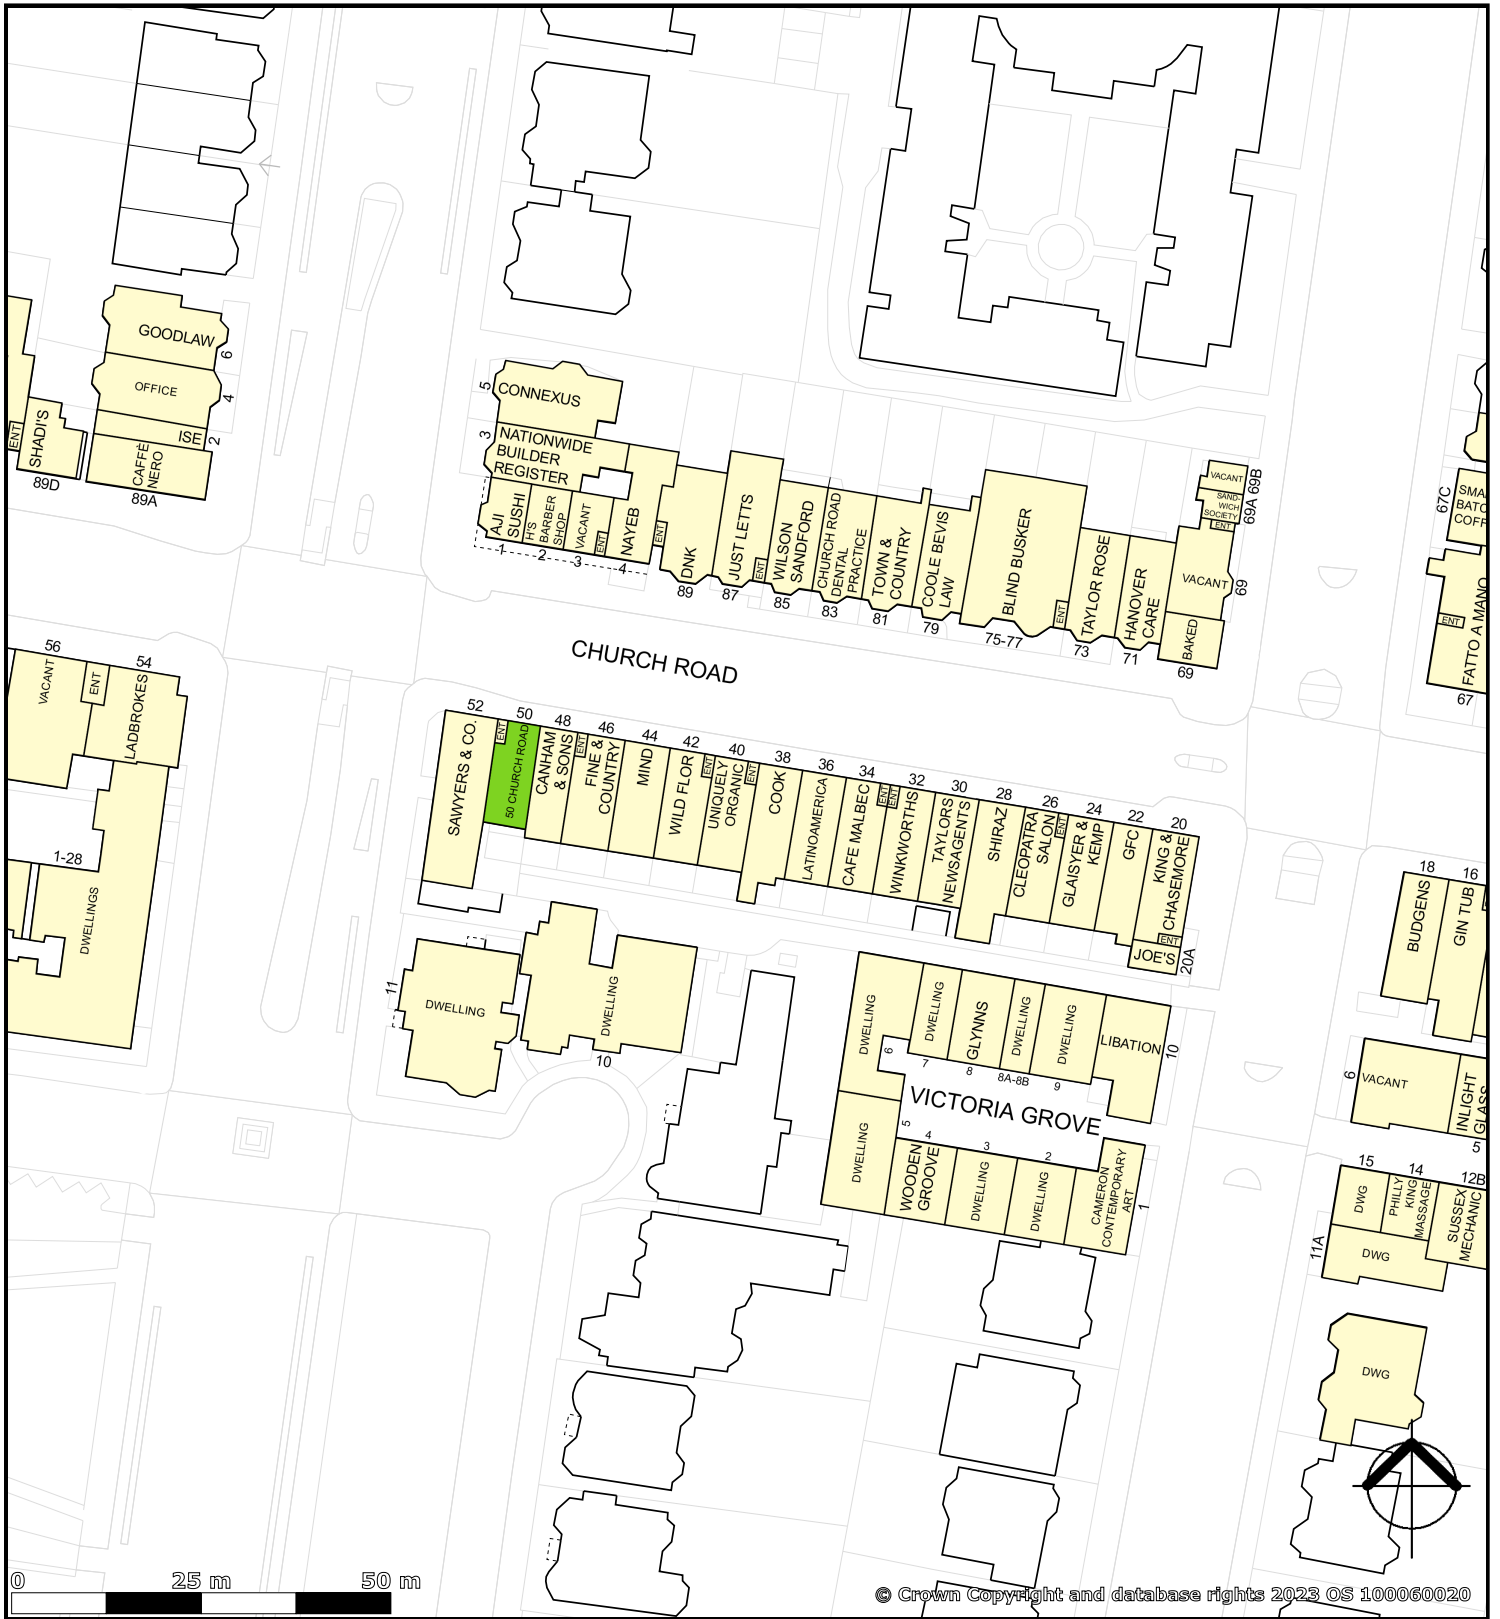 GOODLAW
6
OFFICE
4
ISE
2
CAFFÈ
NERO
89A
ENT
SHADI'S
89D
5
CONNEXUS
3
NATIONWIDE
BUILDER
REGISTER
AJI
SUSHI
1
H'S
BARBER
SHOP
2
VACANT
3
ENT
NAYEB
4
ENT
DNK
89
JUST LETTS
87
ENT
WILSON
SANDFORD
85
CHURCH ROAD
DENTAL
PRACTICE
83
TOWN &
COUNTRY
81
COOLE BEVIS
LAW
79
BLIND BUSKER
75-77
ENT
TAYLOR ROSE
73
HANOVER
CARE
71
VACANT
69B
SAND-
WICH
SOCIETY
69A
ENT
VACANT
69
BAKED
69
67C
ENT
FATTO A MANO
67
CHURCH ROAD
56
VACANT
ENT
54
LADBROKES
1-28
DWELLINGS
52
SAWYERS & CO.
ENT
50
50 CHURCH ROAD
48
CANHAM
& SONS
ENT
46
FINE &
COUNTRY
44
MIND
42
WILD FLOR
ENT
40
UNIQUELY
ORGANIC
ENT
38
COOK
36
LATINOAMERICA
34
CAFE MALBEC
ENT
ENT
32
WINKWORTHS
30
TAYLORS
NEWSAGENTS
28
SHIRAZ
26
CLEOPATRA
SALON
ENT
24
GLAISYER &
KEMP
22
GFC
20
KING &
CHASEMORE
ENT
JOE'S
20A
18
BUDGENS
16
GIN TUB
11
DWELLING
DWELLING
10
DWELLING
6
DWELLING
7
GLYNNS
8
DWELLING
8A-8B
DWELLING
9
LIBATION
10
VICTORIA GROVE
DWELLING
5
4
WOODEN
GROVE
3
DWELLING
2
DWELLING
CAMERON
CONTEMPORARY
ART
1
6
VACANT
INLIGHT
5
15
DWG
14
PHILLY
KING
MASSAGE
12B
SUSSEX
MECHANIC
11A
DWG
DWG
0 25 m 50 m
© Crown Copyright and database rights 2023 OS 1000060020